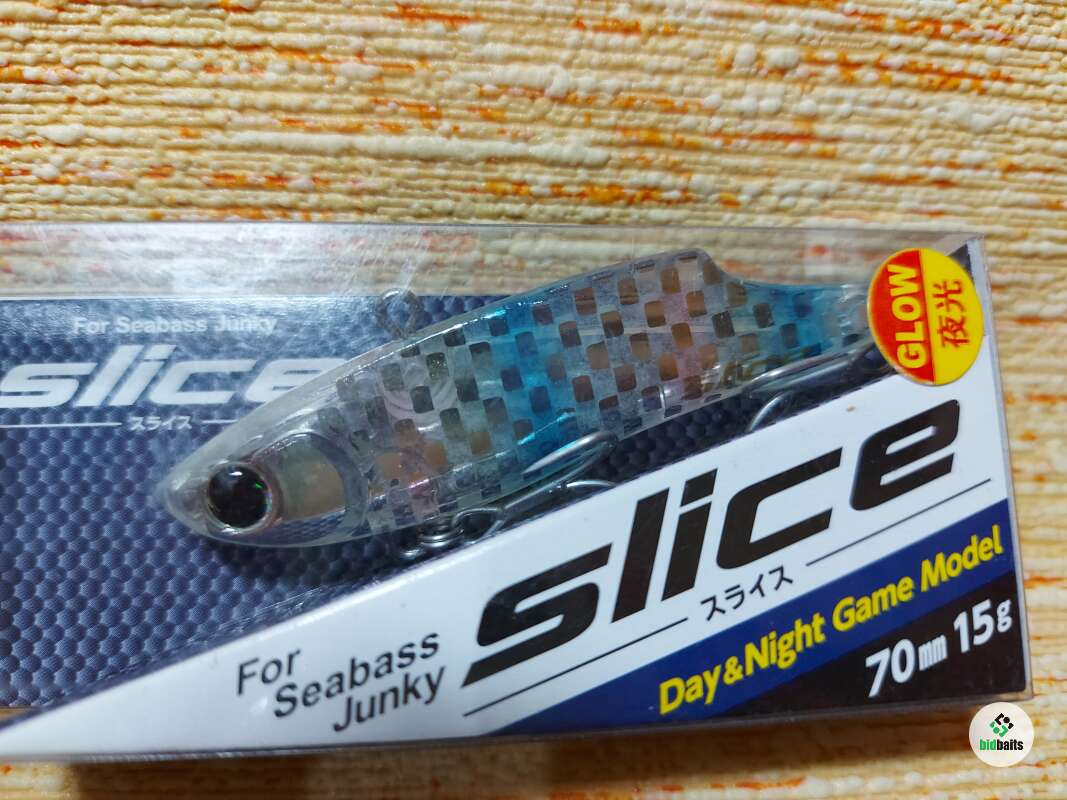 For Seabass Junky
slice
スライス
GLOW
夜光
slice
スライス
For
Seabass
Junky
Day&Night Game Model
70mm 15g
bidbaits